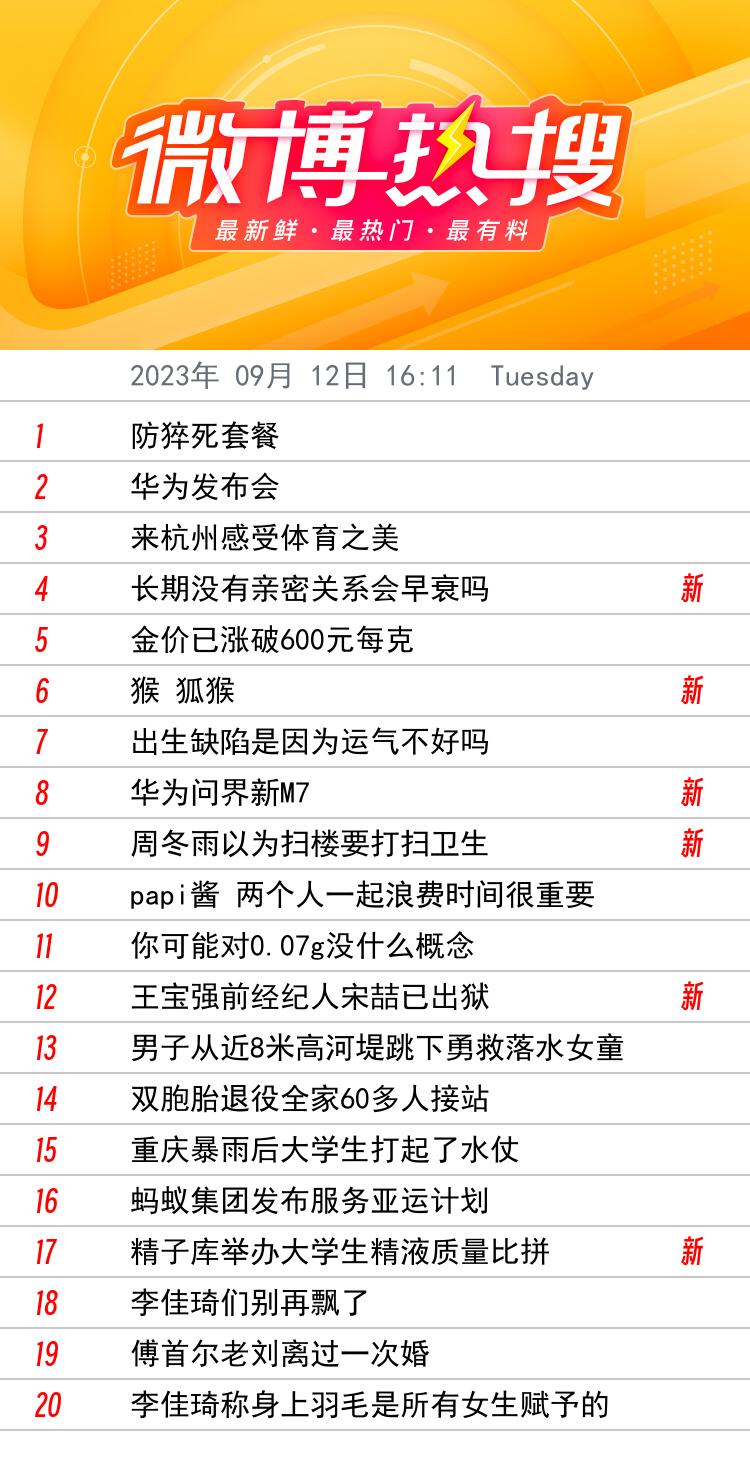 微博热搜
最新鲜·最热门·最有料
2023年 09月 12日 16:11 Tuesday
1 防猝死套餐
2 华为发布会
3 来杭州感受体育之美
4 长期没有亲密关系会早衰吗 新
5 金价已涨破600元每克
6 猴 狐猴 新
7 出生缺陷是因为运气不好吗
8 华为问界新M7 新
9 周冬雨以为扫楼要打扫卫生 新
10 papi酱 两个人一起浪费时间很重要
11 你可能对0.07g没什么概念
12 王宝强前经纪人宋喆已出狱 新
13 男子从近8米高河堤跳下勇救落水女童
14 双胞胎退役全家60多人接站
15 重庆暴雨后大学生打起了水仗
16 蚂蚁集团发布服务亚运计划
17 精子库举办大学生精液质量比拼 新
18 李佳琦们别再飘了
19 傅首尔老刘离过一次婚
20 李佳琦称身上羽毛是所有女生赋予的